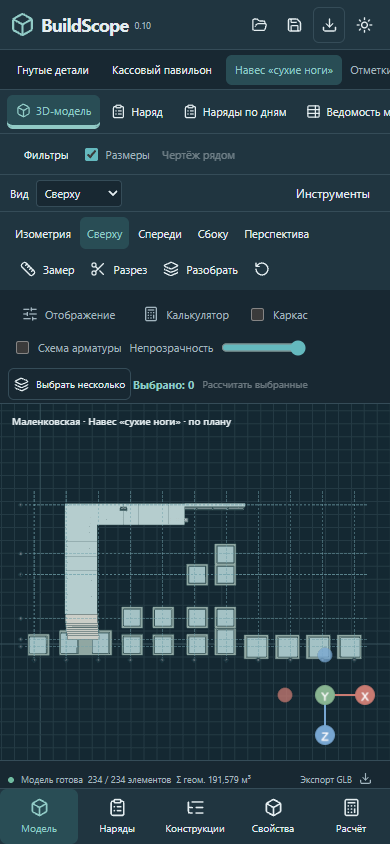 BuildScope 0.10
Гнутые детали Кассовый павильон Навес «сухие ноги» Отметки
3D-модель Наряд Наряды по дням Ведомость м
Фильтры Размеры Чертёж рядом
Вид Сверху Инструменты
Изометрия Сверху Спереди Сбоку Перспектива
Замер Разрез Разобрать
Отображение Калькулятор Каркас
Схема арматуры Непрозрачность
Выбрать несколько Выбрано: 0 Рассчитать выбранные
Маленковская · Навес «сухие ноги» · по плану
Y X
Z
Модель готова 234 / 234 элементов Σ геом. 191,579 м³ Экспорт GLB
Модель Наряды Конструкции Свойства Расчёт